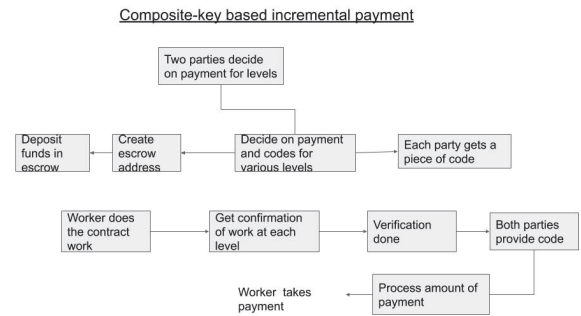 Composite-key based incremental payment
Two parties decide
on payment for levels
Deposit
funds in
escrow
Create
escrow
address
Decide on payment
and codes for
various levels
Each party gets a
piece of code
Worker does
the contract
work
Get confirmation
of work at each
level
Verification
done
Both parties
provide code
Worker takes
payment
Process amount of
payment